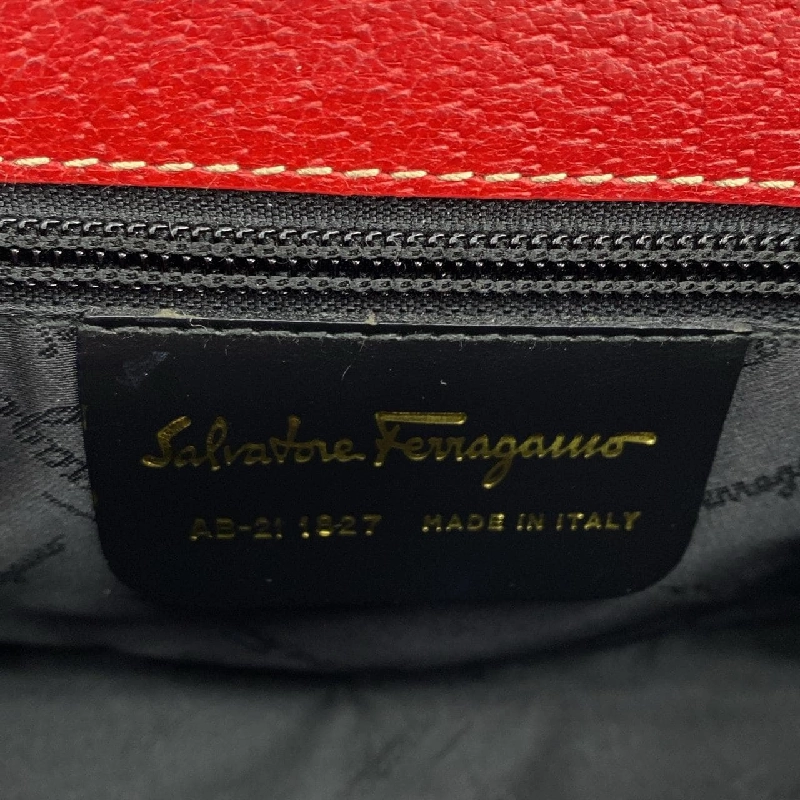 Salvatore Ferragamo
AB-21 1827 MADE IN ITALY